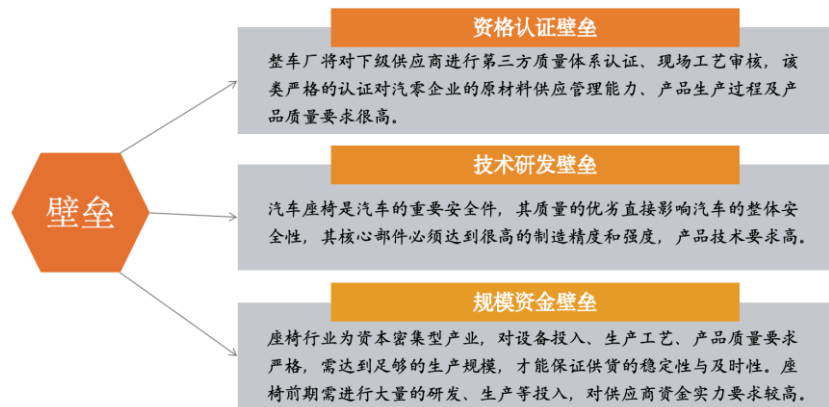 壁垒
资格认证壁垒
整车厂将对下级供应商进行第三方质量体系认证、现场工艺审核，该
类严格的认证对汽零企业的原材料供应管理能力、产品生产过程及产
品质量要求很高。
技术研发壁垒
汽车座椅是汽车的重要安全件，其质量的优劣直接影响汽车的整体安
全性，其核心部件必须达到很高的制造精度和强度，产品技术要求高。
规模资金壁垒
座椅行业为资本密集型产业，对设备投入、生产工艺、产品质量要求
严格，需达到足够的生产规模，才能保证供货的稳定性与及时性。座
椅前期需进行大量的研发、生产等投入，对供应商资金实力要求较高。